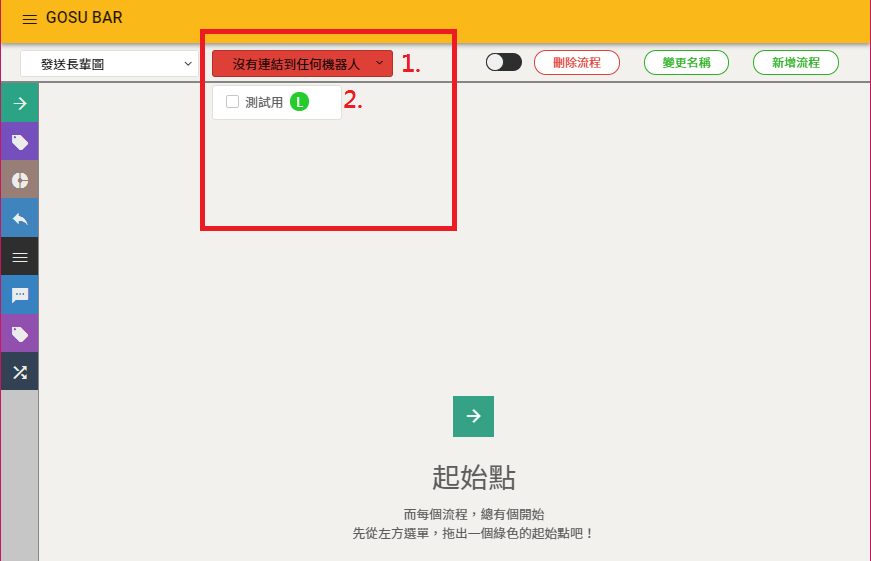 GOSU BAR
發送長輩圖
沒有連結到任何機器人
1.
刪除流程
變更名稱
新增流程
測試用 L
2.
起始點
而每個流程，總有個開始
先從左方選單，拖出一個綠色的起始點吧！